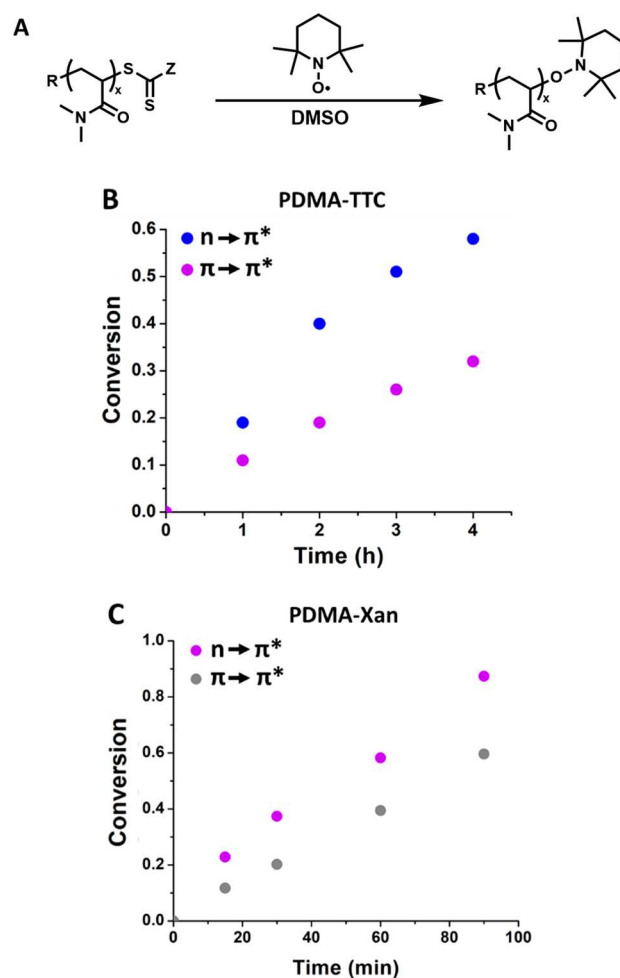 A
R
S
Z
x
S
N
O
N
O•
DMSO
R
O
N
x
N
O
B
PDMA-TTC
n→π*
π→π*
Conversion
0.6
0.5
0.4
0.3
0.2
0.1
0.0
0 1 2 3 4
Time (h)
C
PDMA-Xan
n→π*
π→π*
Conversion
1.0
0.8
0.6
0.4
0.2
0.0
0 20 40 60 80 100
Time (min)